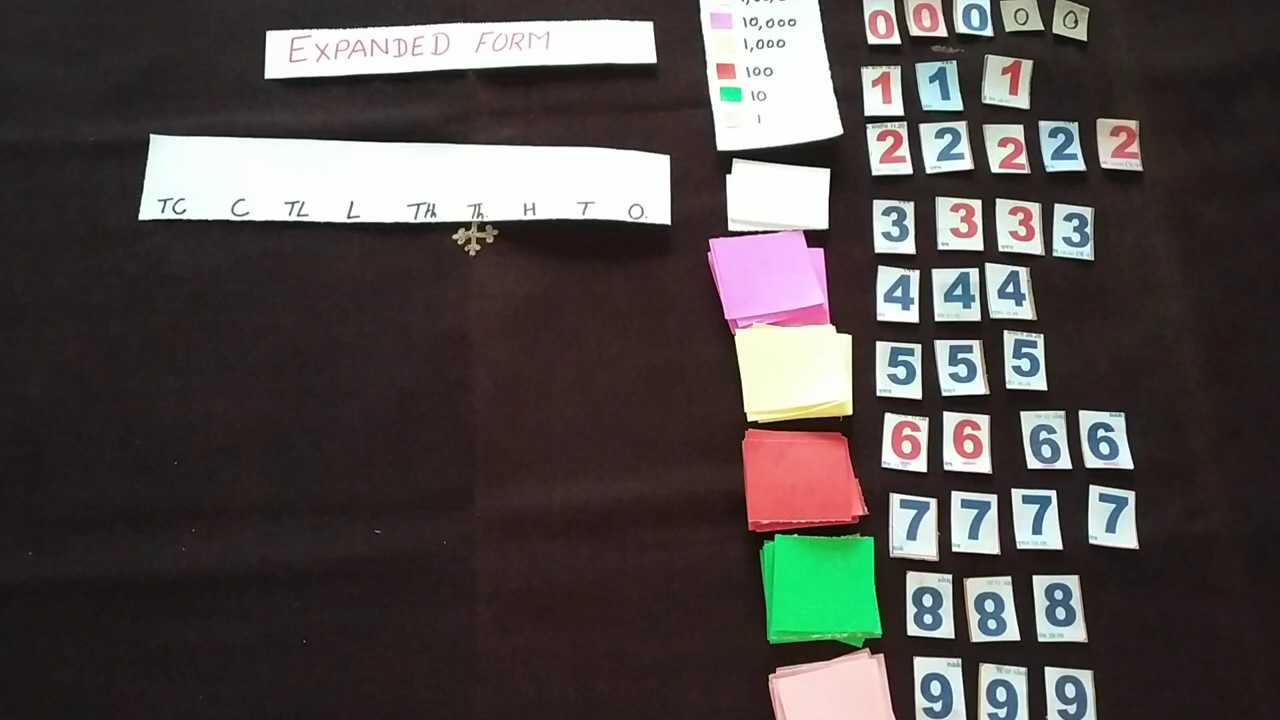 EXPANDED FORM
TC C TL L TTH Th. H T O.
10,000
1,000
100
10
1
0 0 0 0 0
1 1 1
2 2 2 2 2
3 3 3 3
4 4 4
5 5 5
6 6 6 6
7 7 7 7
8 8 8
9 9 9